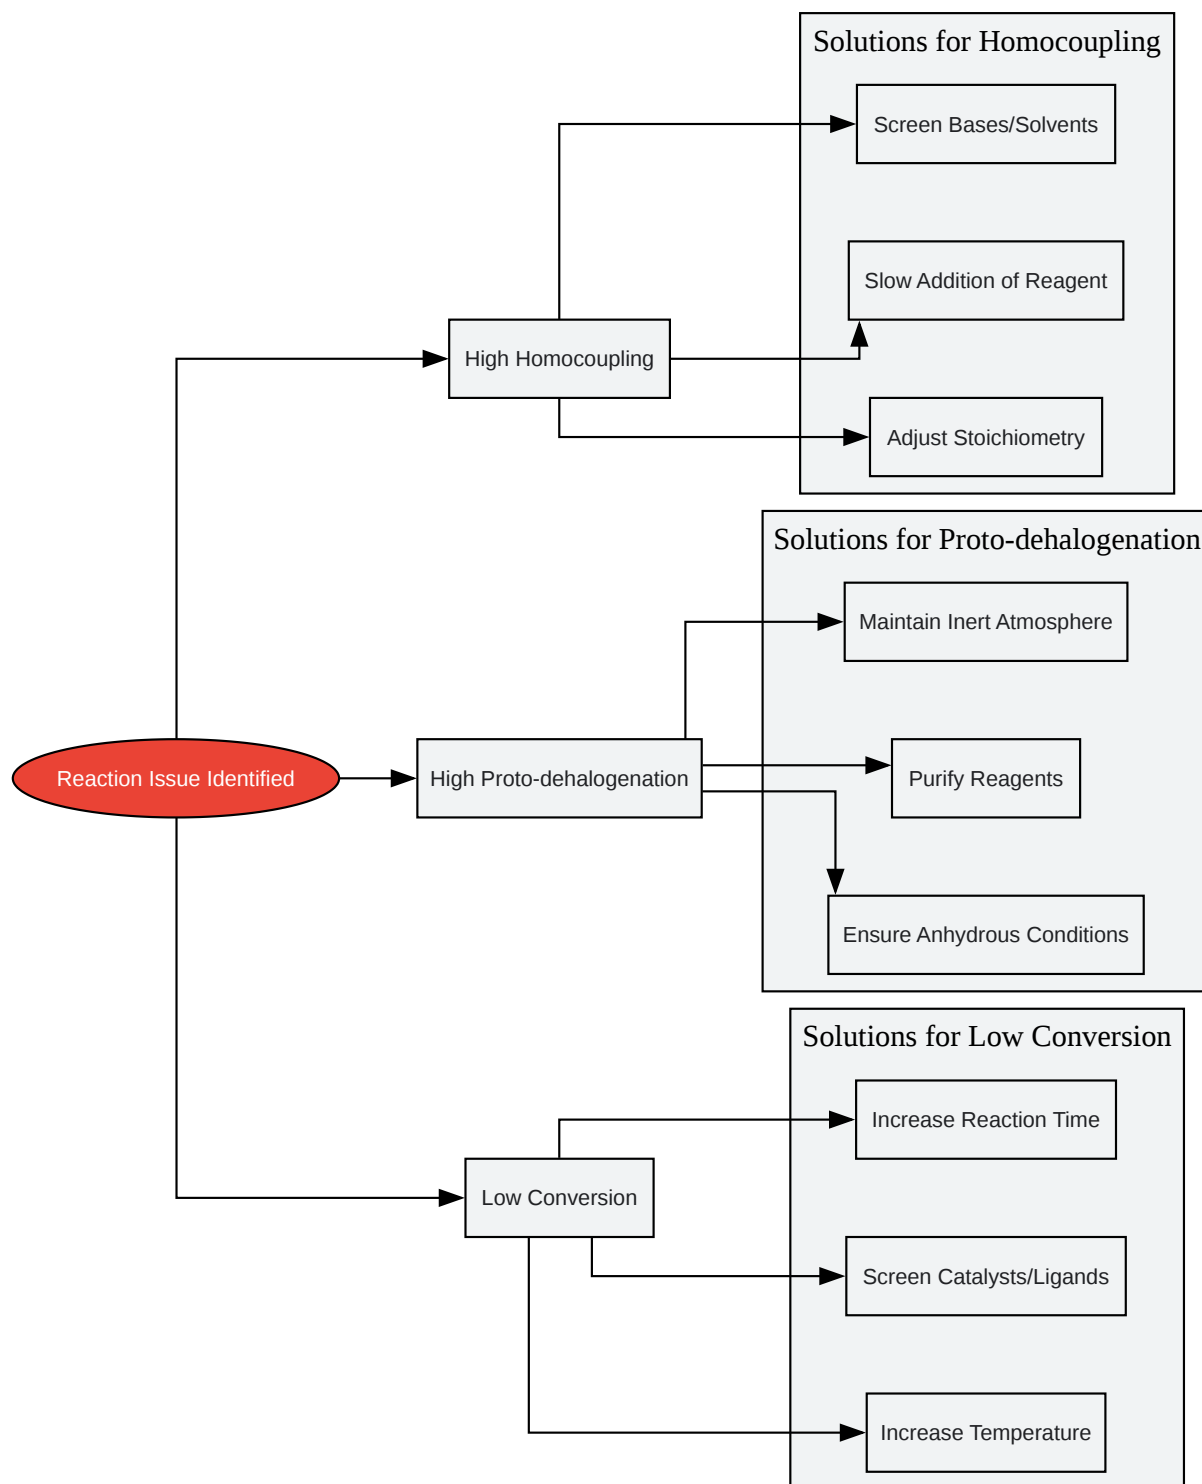 Solutions for Homocoupling
Screen Bases/Solvents
Slow Addition of Reagent
High Homocoupling
Adjust Stoichiometry
Solutions for Proto-dehalogenation
Maintain Inert Atmosphere
Reaction Issue Identified
High Proto-dehalogenation
Purify Reagents
Ensure Anhydrous Conditions
Solutions for Low Conversion
Increase Reaction Time
Low Conversion
Screen Catalysts/Ligands
Increase Temperature